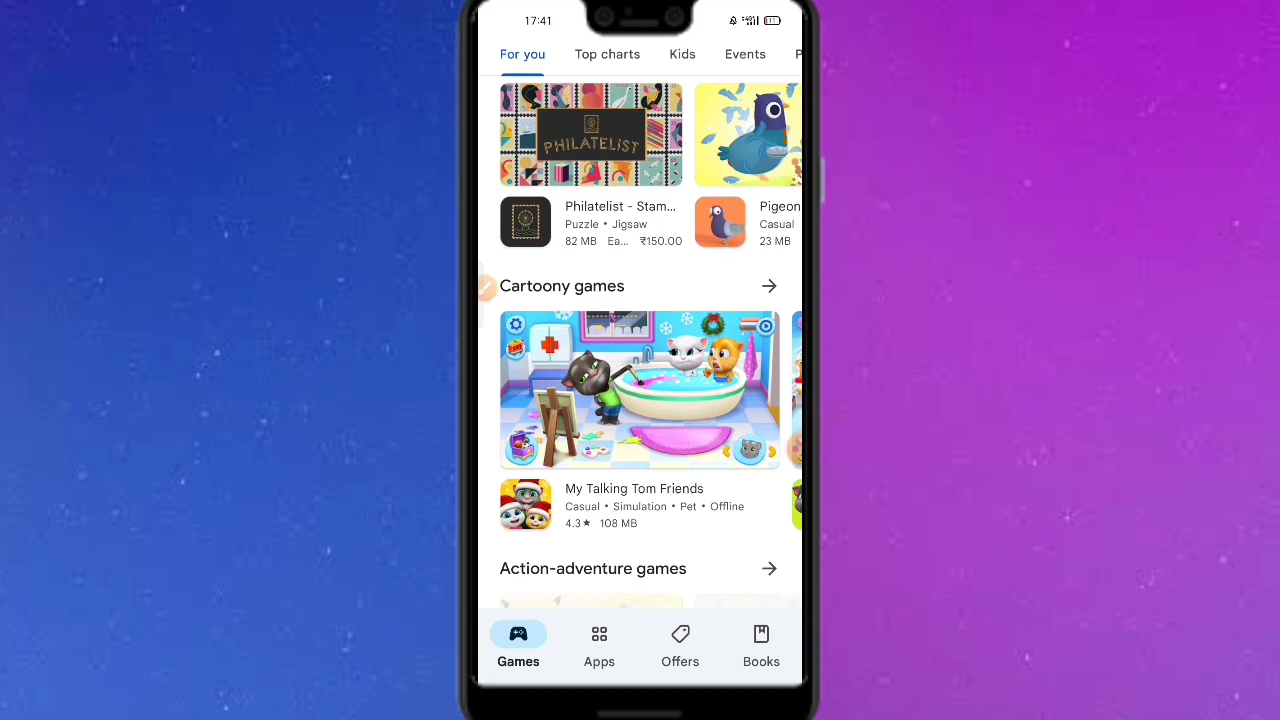 17:41
For you Top charts Kids Events
PHILATELIST
Philatelist - Stam...
Puzzle • Jigsaw
82 MB Ea... ₹150.00
Pigeon
Casual
23 MB
Cartoony games
My Talking Tom Friends
Casual • Simulation • Pet • Offline
4.3★ 108 MB
Action-adventure games
Games Apps Offers Books